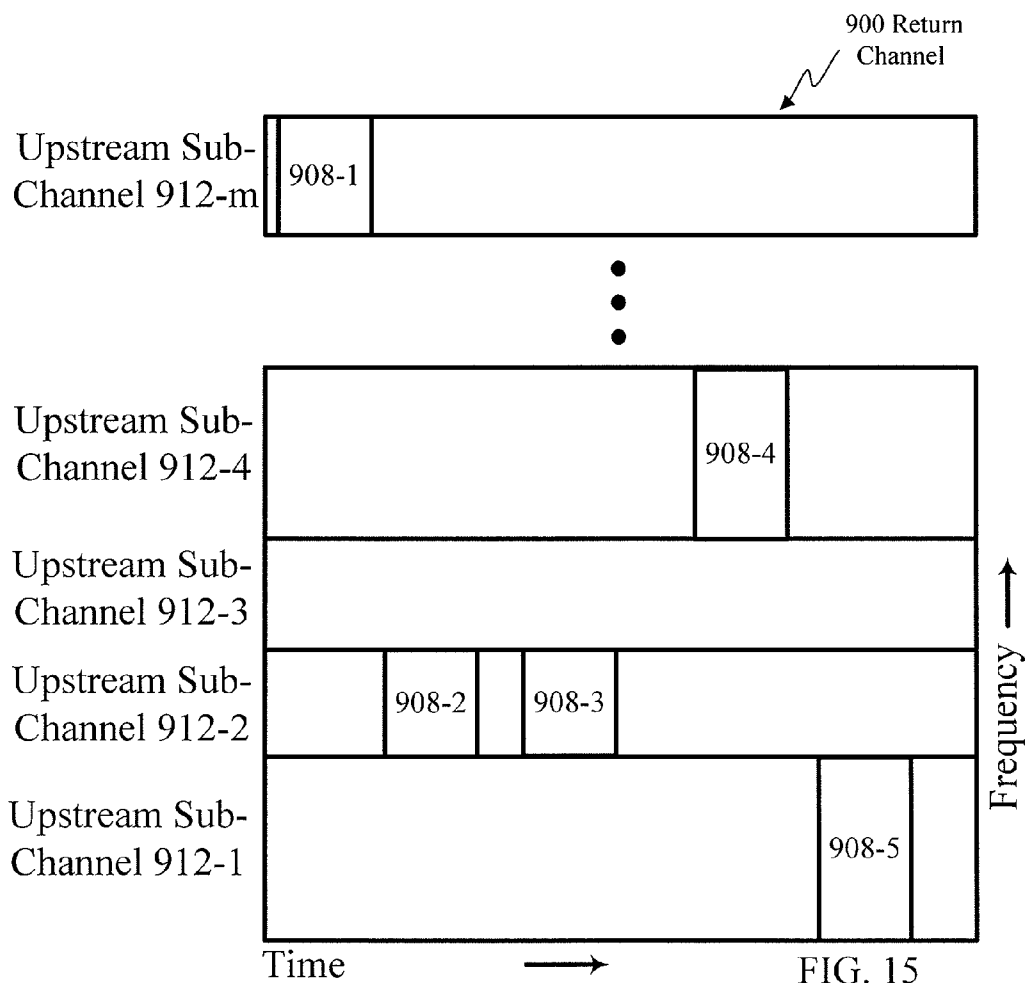 900 Return
Channel
Upstream Sub-
Channel 912-m
908-1
Upstream Sub-
Channel 912-4
908-4
Upstream Sub-
Channel 912-3
Upstream Sub-
Channel 912-2
908-2
908-3
Frequency
Upstream Sub-
Channel 912-1
908-5
Time
FIG. 15